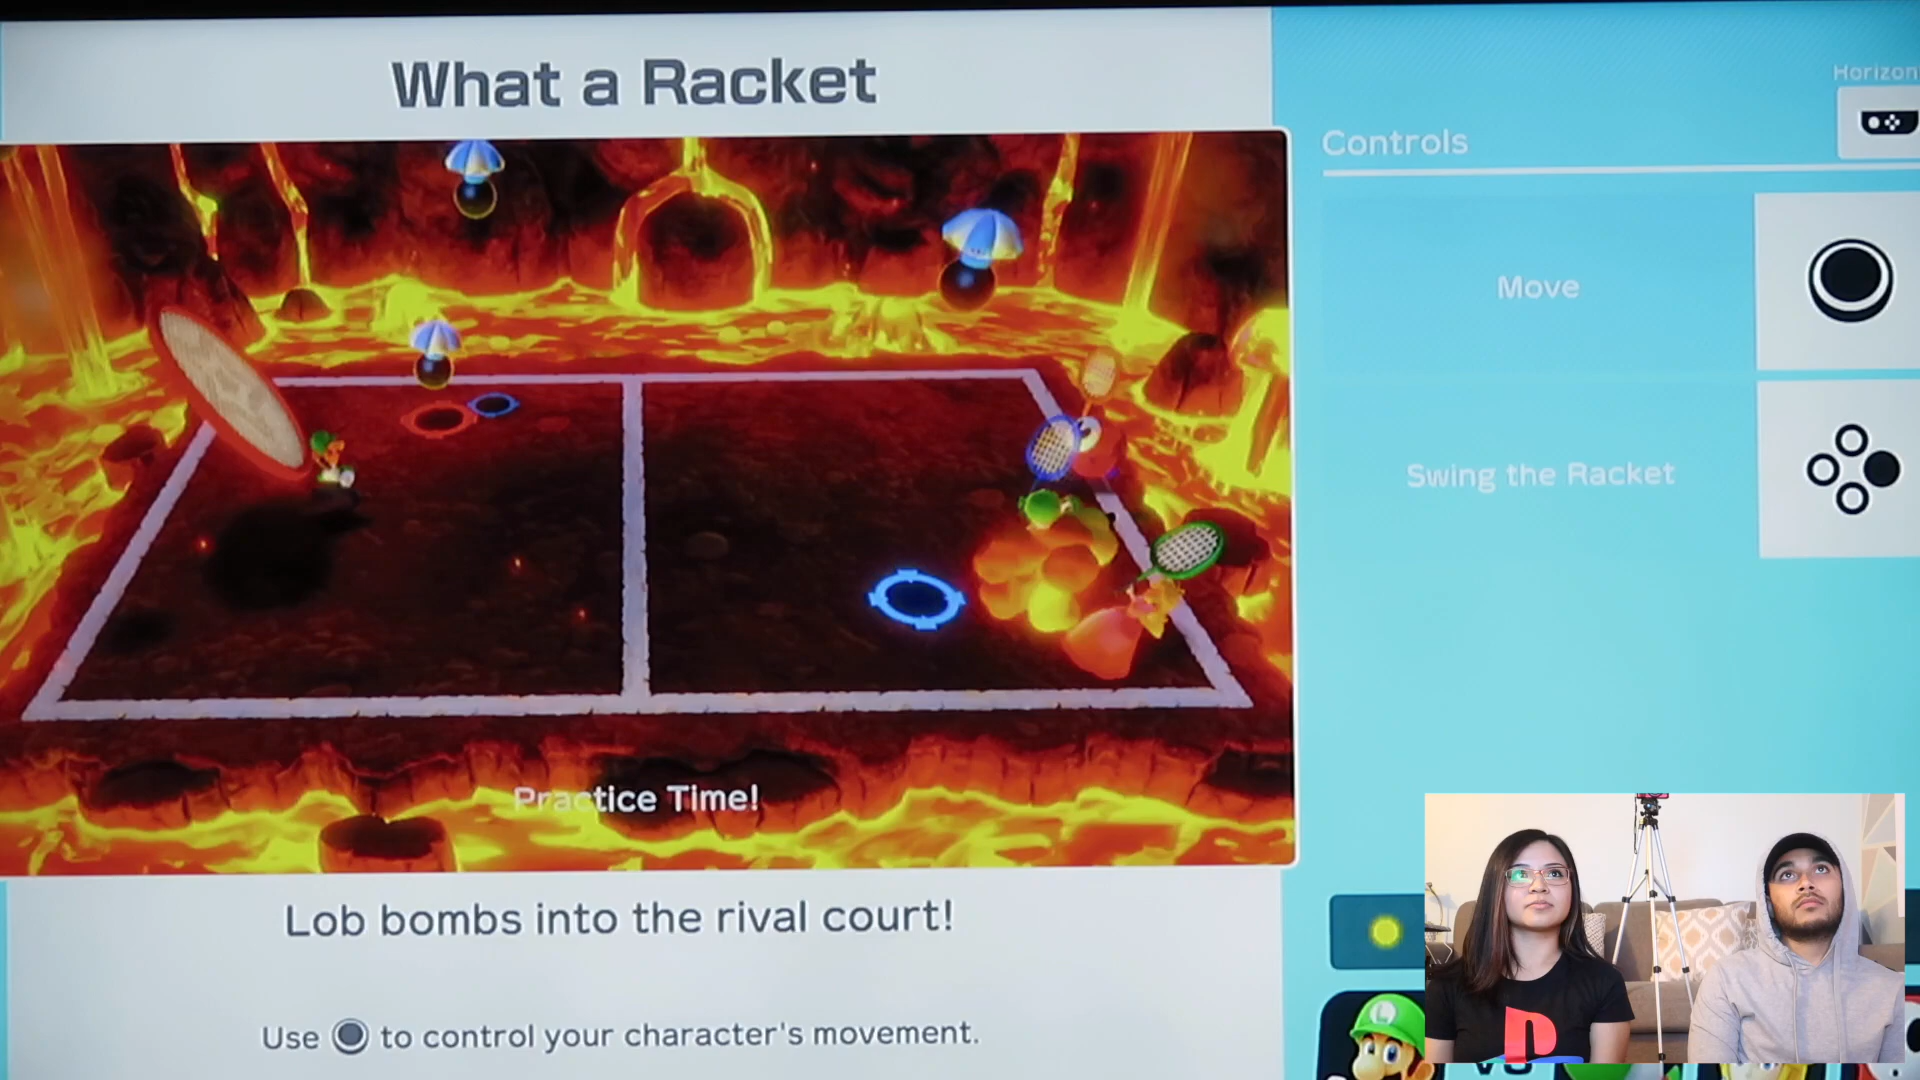 What a Racket
Horizon
Controls
Move
Swing the Racket
Practice Time!
Lob bombs into the rival court!
Use to control your character's movement.
L
vs